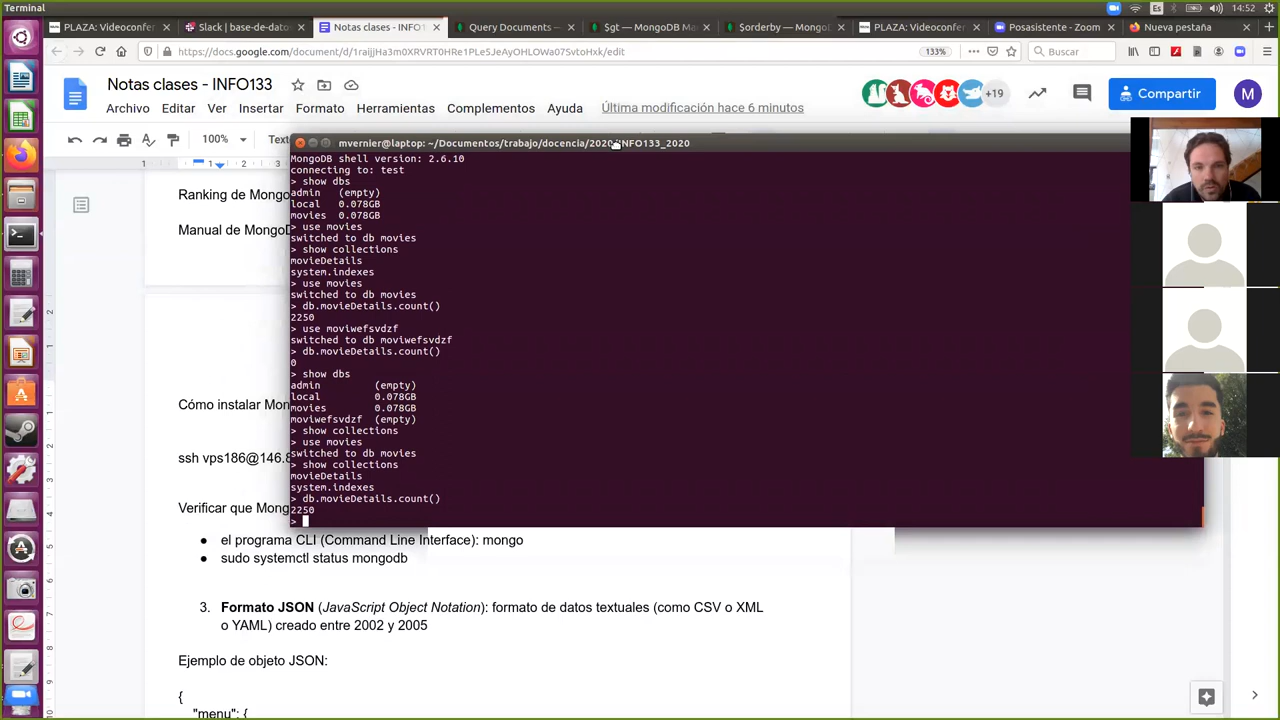 Terminal
Es
14:52
PLAZA: Videoconfer
Slack | base-de-dato
Notas clases - INFO133
Query Documents —
$gt — MongoDB Ma
$orderby — MongoD
PLAZA: Videoconfer
Posasistente - Zoom
Nueva pestaña
https://docs.google.com/document/d/1raijjHa3m0XRVRT0HRe1PLe5JeAyOHLOWa07SvtoHxk/edit
133%
Buscar
Notas clases - INFO133
Archivo Editar Ver Insertar Formato Herramientas Complementos Ayuda Última modificación hace 6 minutos
+19
Compartir
M
100%
mvernier@laptop: ~/Documentos/trabajo/docencia/2020/INFO133_2020
MongoDB shell version: 2.6.10
connecting to: test
> show dbs
admin (empty)
local 0.078GB
movies 0.078GB
> use movies
switched to db movies
> show collections
movieDetails
system.indexes
> use movies
switched to db movies
> db.movieDetails.count()
2250
> use moviwefsvdzf
switched to db moviwefsvdzf
> db.movieDetails.count()
0
> show dbs
admin (empty)
local 0.078GB
movies 0.078GB
moviwefsvdzf (empty)
> show collections
> use movies
switched to db movies
> show collections
movieDetails
system.indexes
> db.movieDetails.count()
2250
>
Ranking de Mongo
Manual de MongoD
Cómo instalar Mon
ssh vps186@146.8
Verificar que Mong
● el programa CLI (Command Line Interface): mongo
● sudo systemctl status mongodb
3. Formato JSON (JavaScript Object Notation): formato de datos textuales (como CSV o XML
o YAML) creado entre 2002 y 2005
Ejemplo de objeto JSON:
{
"menu": {